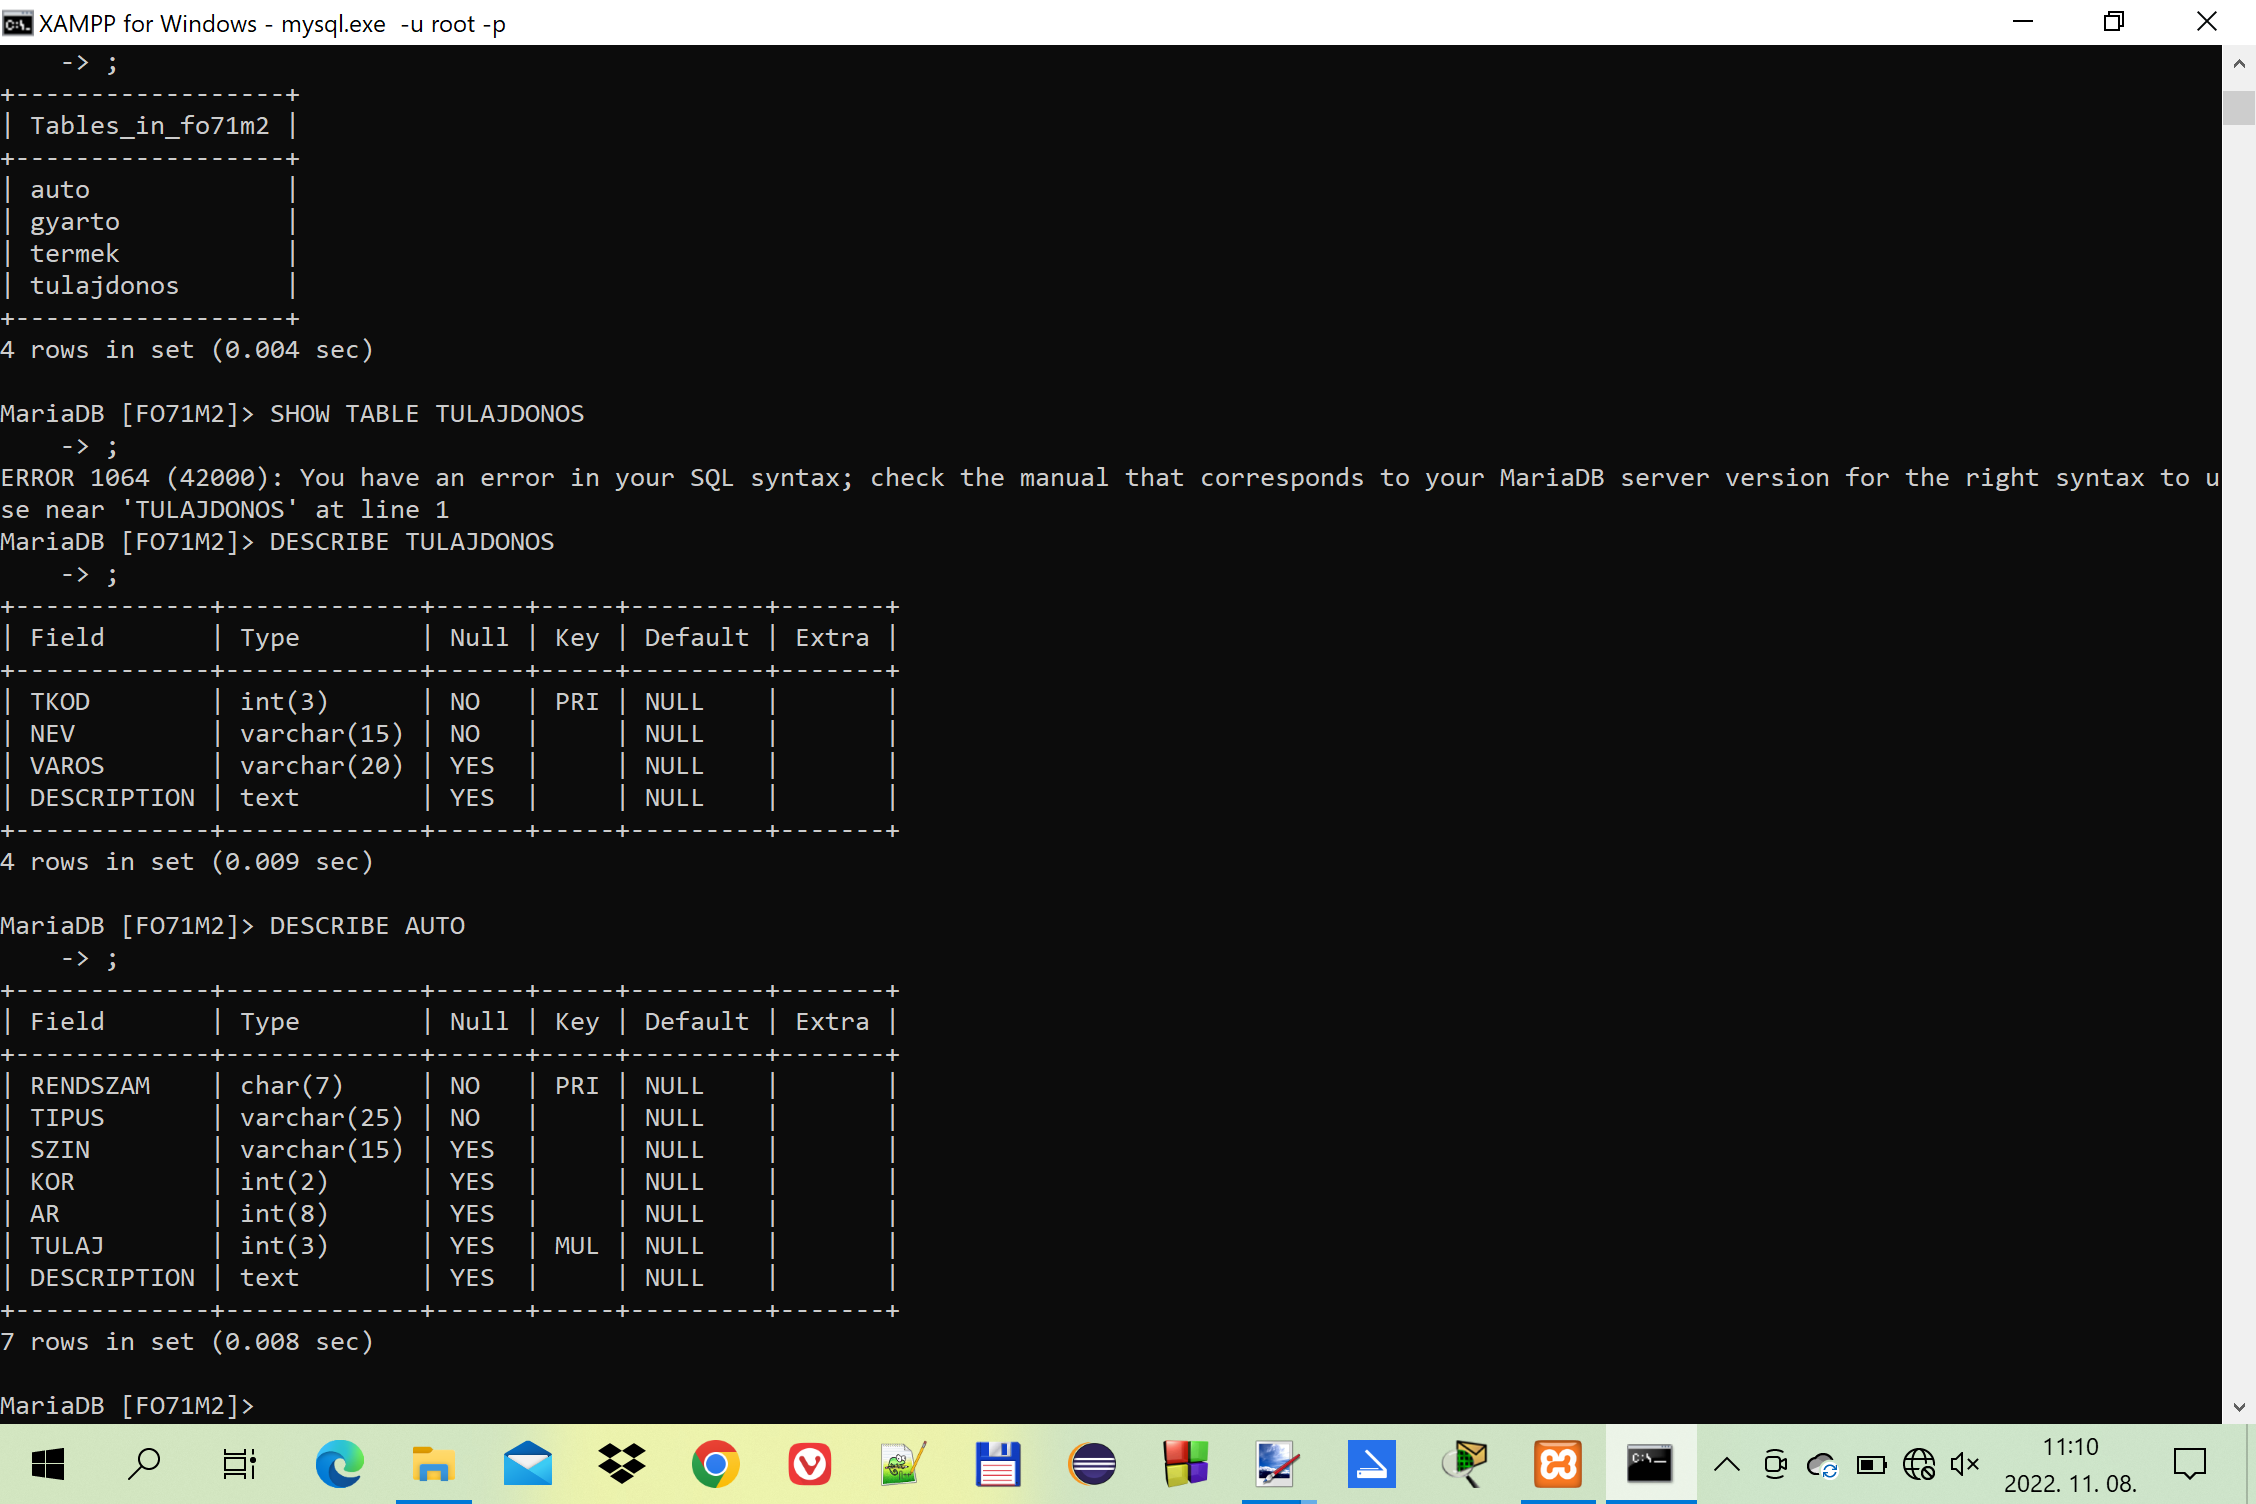 XAMPP for Windows - mysql.exe  -u root -p
    -> ;
+------------------+
| Tables_in_fo71m2 |
+------------------+
| auto             |
| gyarto           |
| termek           |
| tulajdonos       |
+------------------+
4 rows in set (0.004 sec)
MariaDB [FO71M2]> SHOW TABLE TULAJDONOS
    -> ;
ERROR 1064 (42000): You have an error in your SQL syntax; check the manual that corresponds to your MariaDB server version for the right syntax to u
se near 'TULAJDONOS' at line 1
MariaDB [FO71M2]> DESCRIBE TULAJDONOS
    -> ;
+-------------+-------------+------+-----+---------+-------+
| Field       | Type        | Null | Key | Default | Extra |
+-------------+-------------+------+-----+---------+-------+
| TKOD        | int(3)      | NO   | PRI | NULL    |       |
| NEV         | varchar(15) | NO   |     | NULL    |       |
| VAROS       | varchar(20) | YES  |     | NULL    |       |
| DESCRIPTION | text        | YES  |     | NULL    |       |
+-------------+-------------+------+-----+---------+-------+
4 rows in set (0.009 sec)
MariaDB [FO71M2]> DESCRIBE AUTO
    -> ;
+-------------+-------------+------+-----+---------+-------+
| Field       | Type        | Null | Key | Default | Extra |
+-------------+-------------+------+-----+---------+-------+
| RENDSZAM    | char(7)     | NO   | PRI | NULL    |       |
| TIPUS       | varchar(25) | NO   |     | NULL    |       |
| SZIN        | varchar(15) | YES  |     | NULL    |       |
| KOR         | int(2)      | YES  |     | NULL    |       |
| AR          | int(8)      | YES  |     | NULL    |       |
| TULAJ       | int(3)      | YES  | MUL | NULL    |       |
| DESCRIPTION | text        | YES  |     | NULL    |       |
+-------------+-------------+------+-----+---------+-------+
7 rows in set (0.008 sec)
MariaDB [FO71M2]>
11:10
2022. 11. 08.